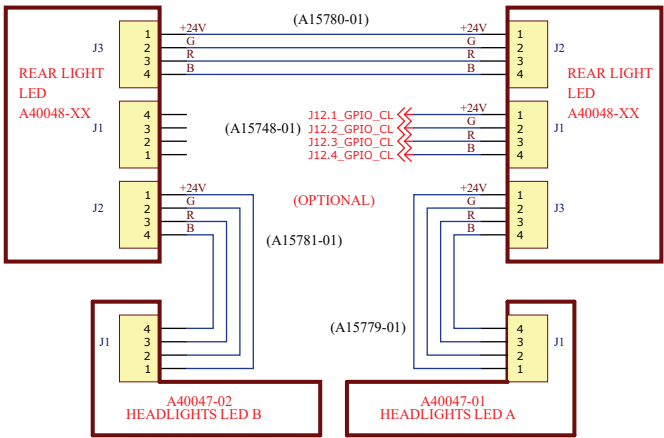 (A15780-01)
J3
1 +24V
2 G
3 R
4 B
+24V 1
G 2
R 3
B 4
J2
REAR LIGHT
LED
A40048-XX
REAR LIGHT
LED
A40048-XX
J1
4
3
2
1
(A15748-01)
J12.1_GPIO_CL +24V 1
J12.2_GPIO_CL G 2
J12.3_GPIO_CL R 3
J12.4_GPIO_CL B 4
J1
J2
1 +24V
2 G
3 R
4 B
(OPTIONAL)
+24V 1
G 2
R 3
B 4
J3
(A15781-01)
(A15779-01)
J1
4
3
2
1
4
3
2
1
J1
A40047-02
HEADLIGHTS LED B
A40047-01
HEADLIGHTS LED A